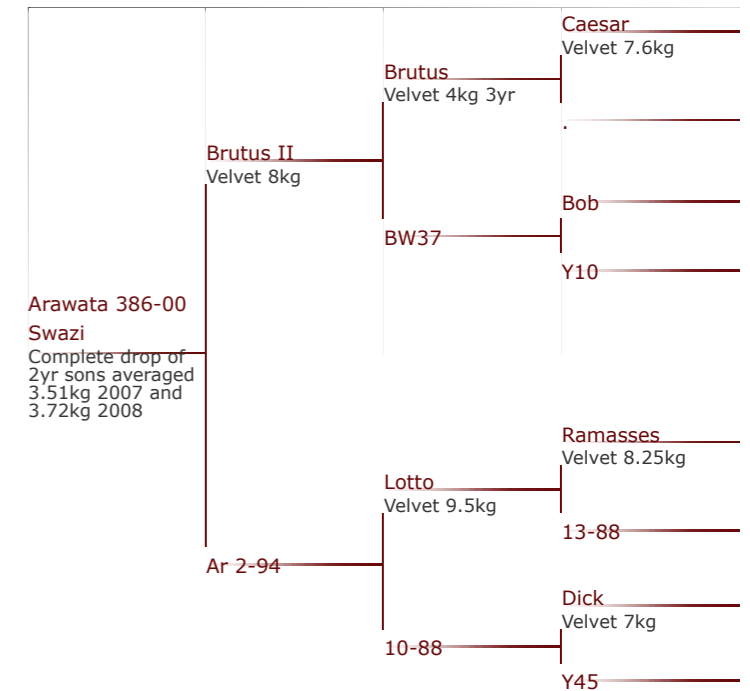 Caesar
Velvet 7.6kg
Brutus
Velvet 4kg 3yr
.
Brutus II
Velvet 8kg
Bob
BW37
Y10
Arawata 386-00
Swazi
Complete drop of
2yr sons averaged
3.51kg 2007 and
3.72kg 2008
Ramasses
Velvet 8.25kg
Lotto
Velvet 9.5kg
13-88
Ar 2-94
Dick
Velvet 7kg
10-88
Y45